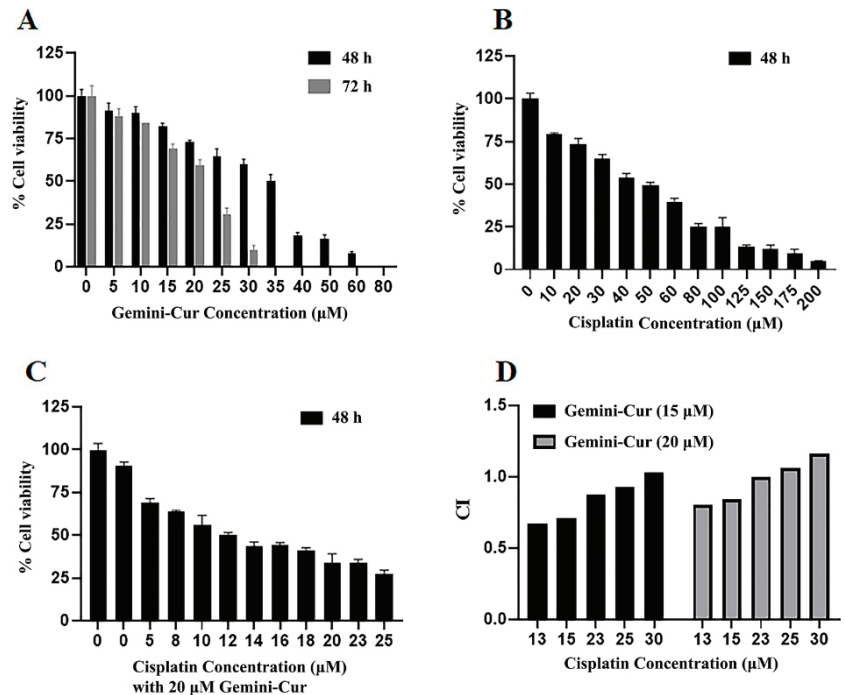 A
125
100
75
50
25
0
% Cell viability
48 h
72 h
0 5 10 15 20 25 30 35 40 50 60 80
Gemini-Cur Concentration (µM)
B
125
100
75
50
25
0
% Cell viability
48 h
0 10 20 30 40 50 60 80 100 125 150 175 200
Cisplatin Concentration (µM)
C
125
100
75
50
25
0
% Cell viability
48 h
0 0 5 8 10 12 14 16 18 20 23 25
Cisplatin Concentration (µM)
with 20 µM Gemini-Cur
D
1.5
1.0
0.5
0.0
CI
Gemini-Cur (15 µM)
Gemini-Cur (20 µM)
13 15 23 25 30 13 15 23 25 30
Cisplatin Concentration (µM)